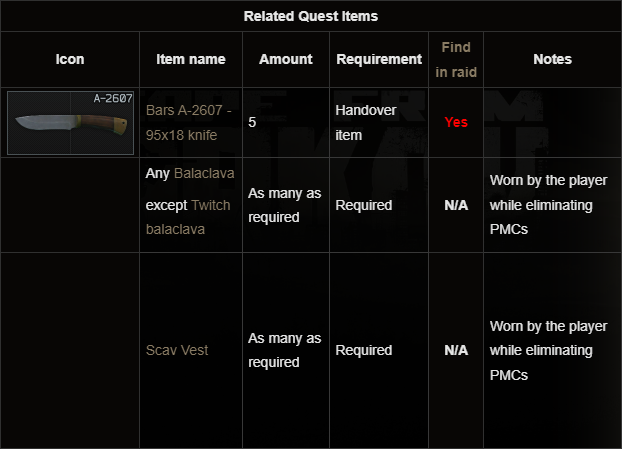 Related Quest Items
Icon Item name Amount Requirement Find in raid Notes
A-2607
Bars A-2607 -
95x18 knife
5
Handover
item
Yes
Any Balaclava
except Twitch
balaclava
As many as
required
Required
N/A
Worn by the player
while eliminating
PMCs
Scav Vest
As many as
required
Required
N/A
Worn by the player
while eliminating
PMCs